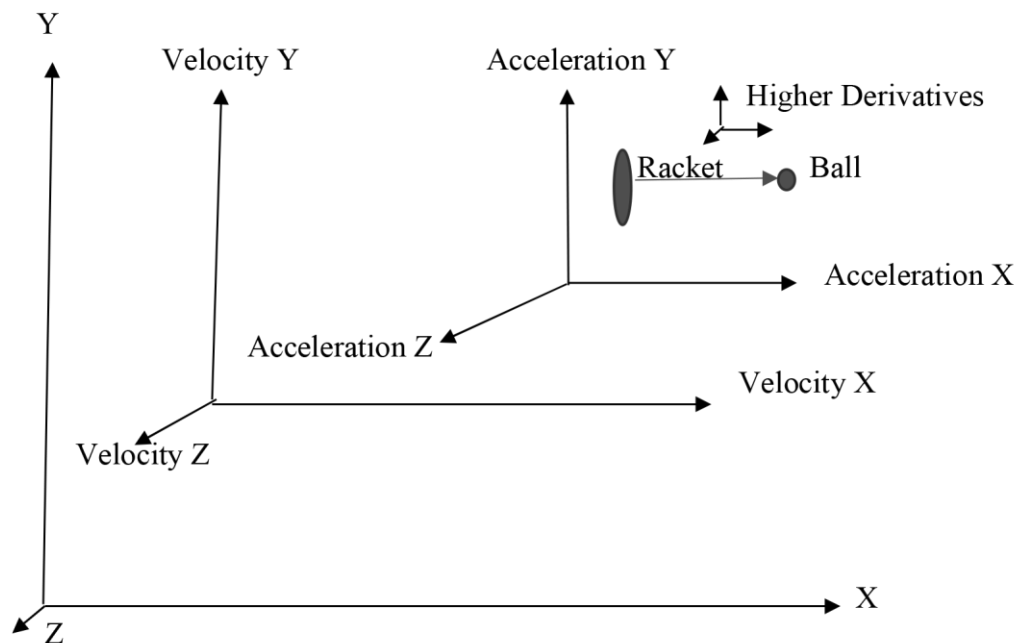 Y
Velocity Y
Acceleration Y
Higher Derivatives
Racket
Ball
Acceleration X
Acceleration Z
Velocity X
Velocity Z
X
Z